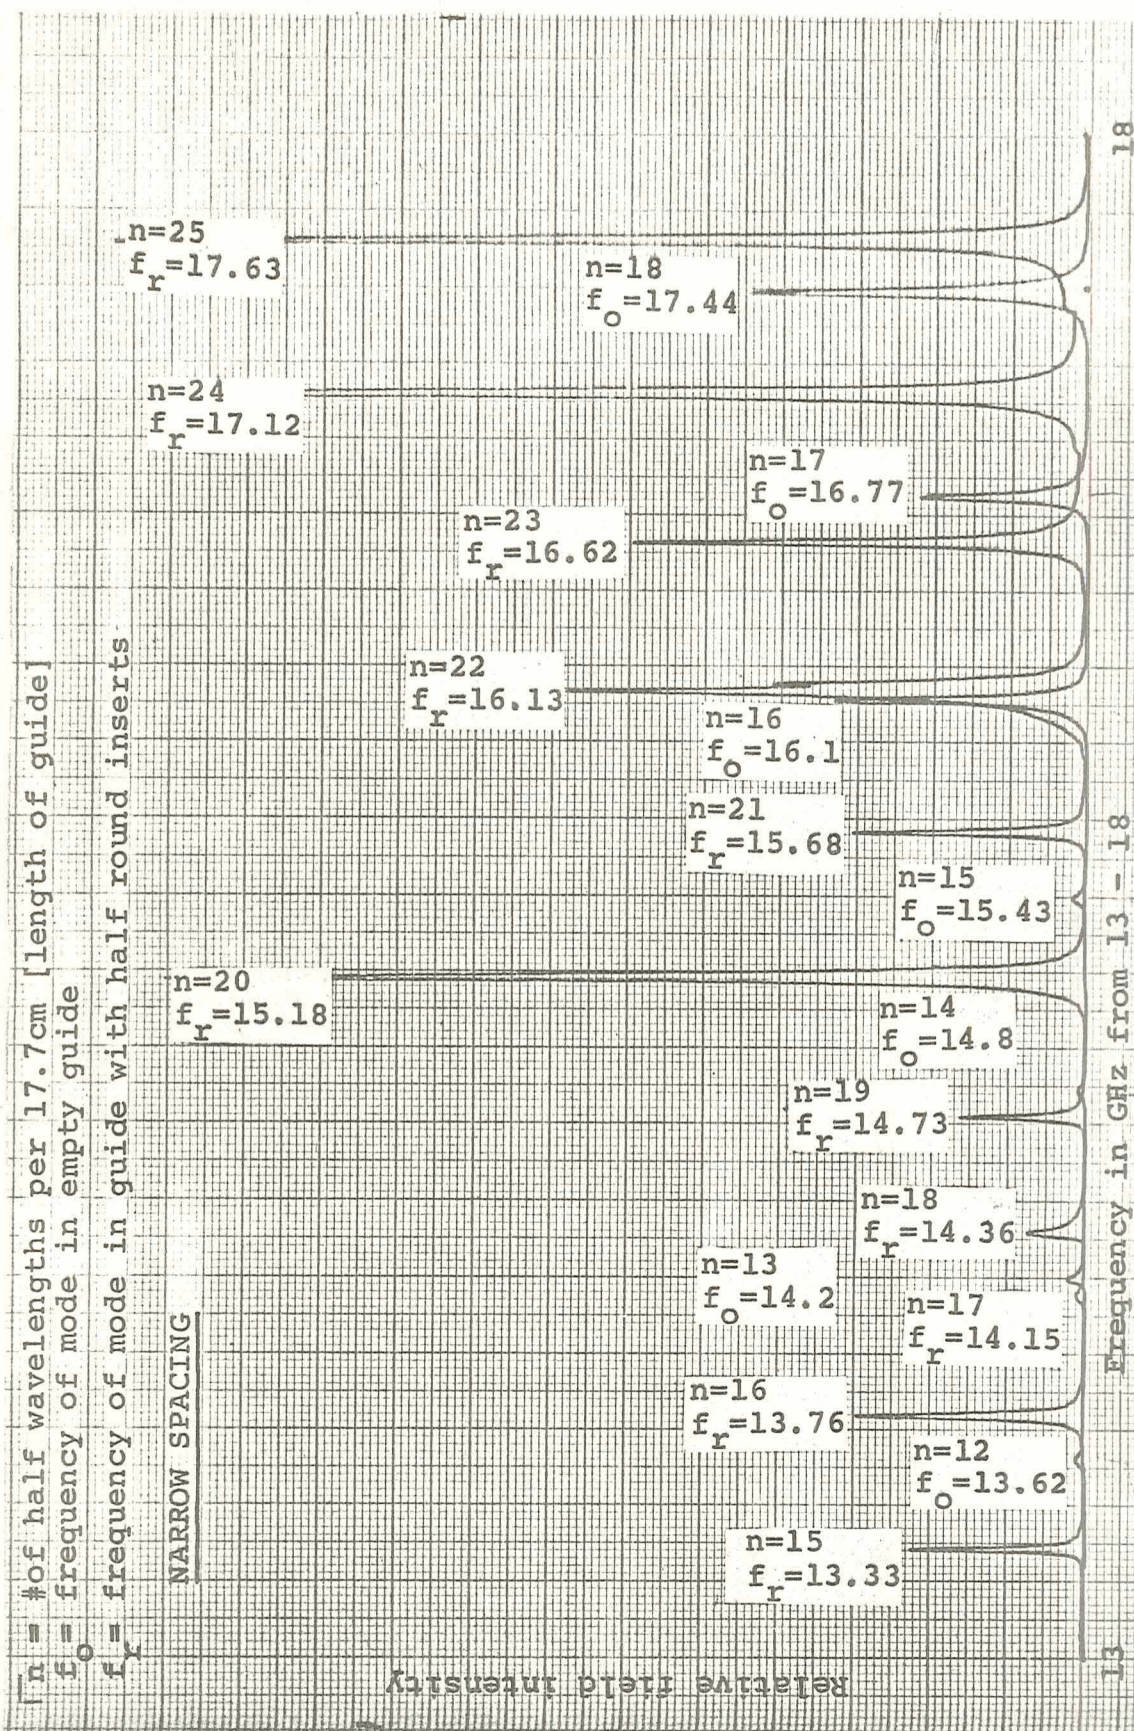 n = #of half wavelengths per 17.7cm [length of guide]
fo= frequency of mode in empty guide
fr= frequency of mode in guide with half round inserts
NARROW SPACING
n=25
fr=17.63
n=18
fo=17.44
n=24
fr=17.12
n=17
fo=16.77
n=23
fr=16.62
n=22
fr=16.13
n=16
fo=16.1
n=21
fr=15.68
n=15
fo=15.43
n=20
fr=15.18
n=14
fo=14.8
n=19
fr=14.73
n=18
fr=14.36
n=13
fo=14.2
n=17
fr=14.15
n=16
fr=13.76
n=12
fo=13.62
n=15
fr=13.33
Relative field intensity
13
Frequency in GHz from 13 - 18
18